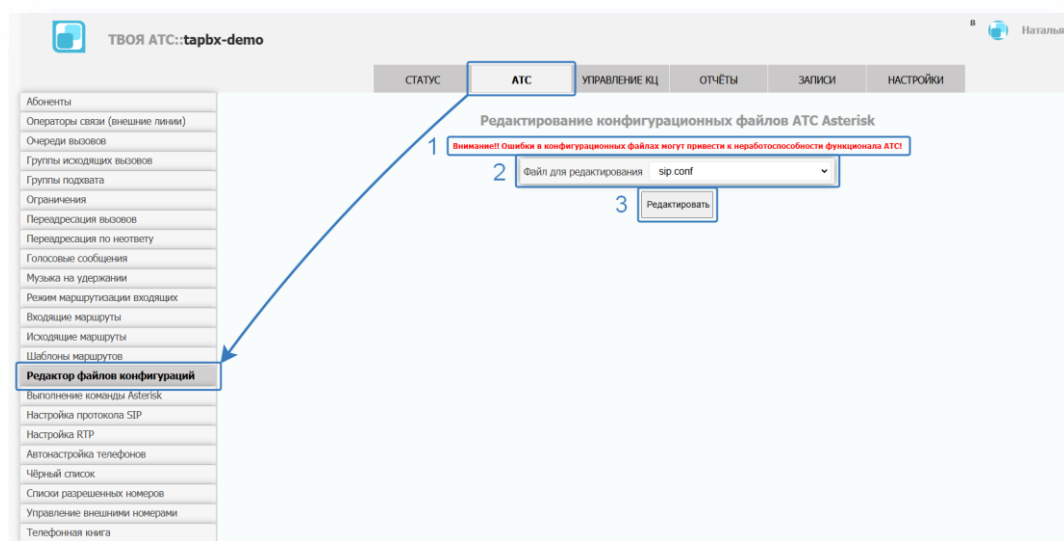 8
Наталья
ТВОЯ АТС::tapbx-demo
СТАТУС
АТС
УПРАВЛЕНИЕ КЦ
ОТЧЁТЫ
ЗАПИСИ
НАСТРОЙКИ
Абоненты
Операторы связи (внешние линии)
Очереди вызовов
Группы исходящих вызовов
Группы подхвата
Ограничения
Переадресация вызовов
Переадресация по неответу
Голосовые сообщения
Музыка на удержании
Режим маршрутизации входящих
Входящие маршруты
Исходящие маршруты
Шаблоны маршрутов
Редактор файлов конфигураций
Выполнение команды Asterisk
Настройка протокола SIP
Настройка RTP
Автонастройка телефонов
Чёрный список
Списки разрешенных номеров
Управление внешними номерами
Телефонная книга
Редактирование конфигурационных файлов АТС Asterisk
1 Внимание!! Ошибки в конфигурационных файлах могут привести к неработоспособности функционала АТС!
2 Файл для редактирования sip.conf
3 Редактировать